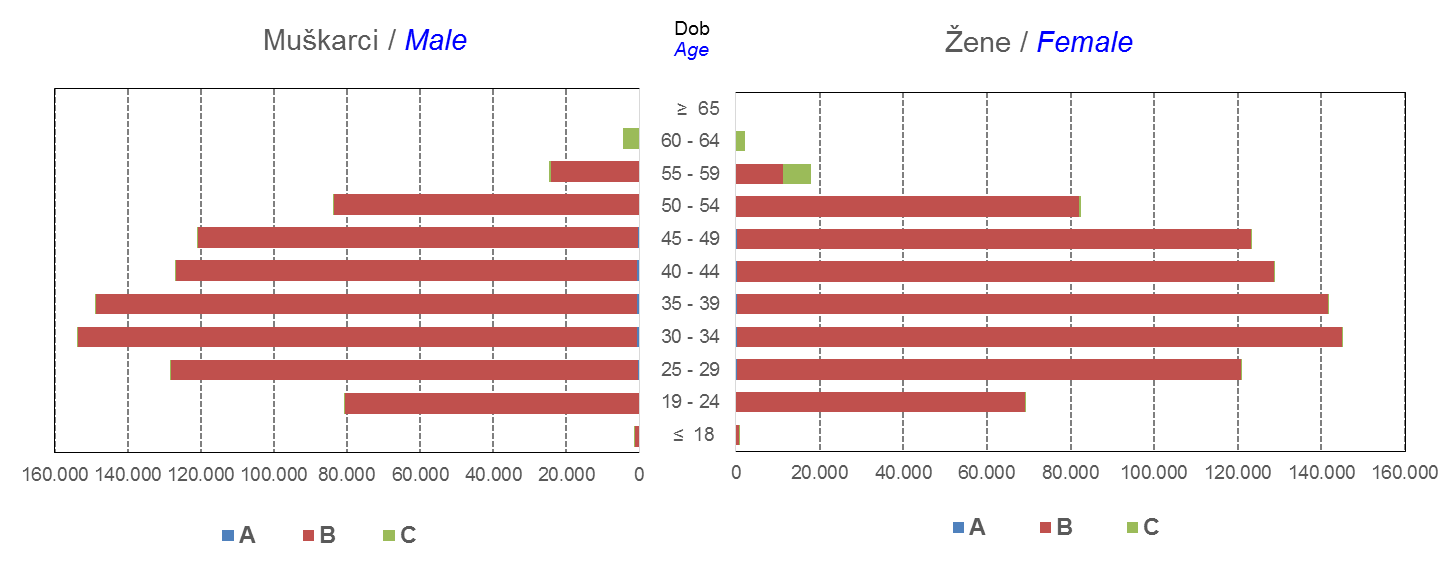 Muškarci / Male
Dob
Age
Žene / Female
≥ 65
60 - 64
55 - 59
50 - 54
45 - 49
40 - 44
35 - 39
30 - 34
25 - 29
19 - 24
≤ 18
160.000 140.000 120.000 100.000 80.000 60.000 40.000 20.000 0
0 20.000 40.000 60.000 80.000 100.000 120.000 140.000 160.000
A B C
A B C